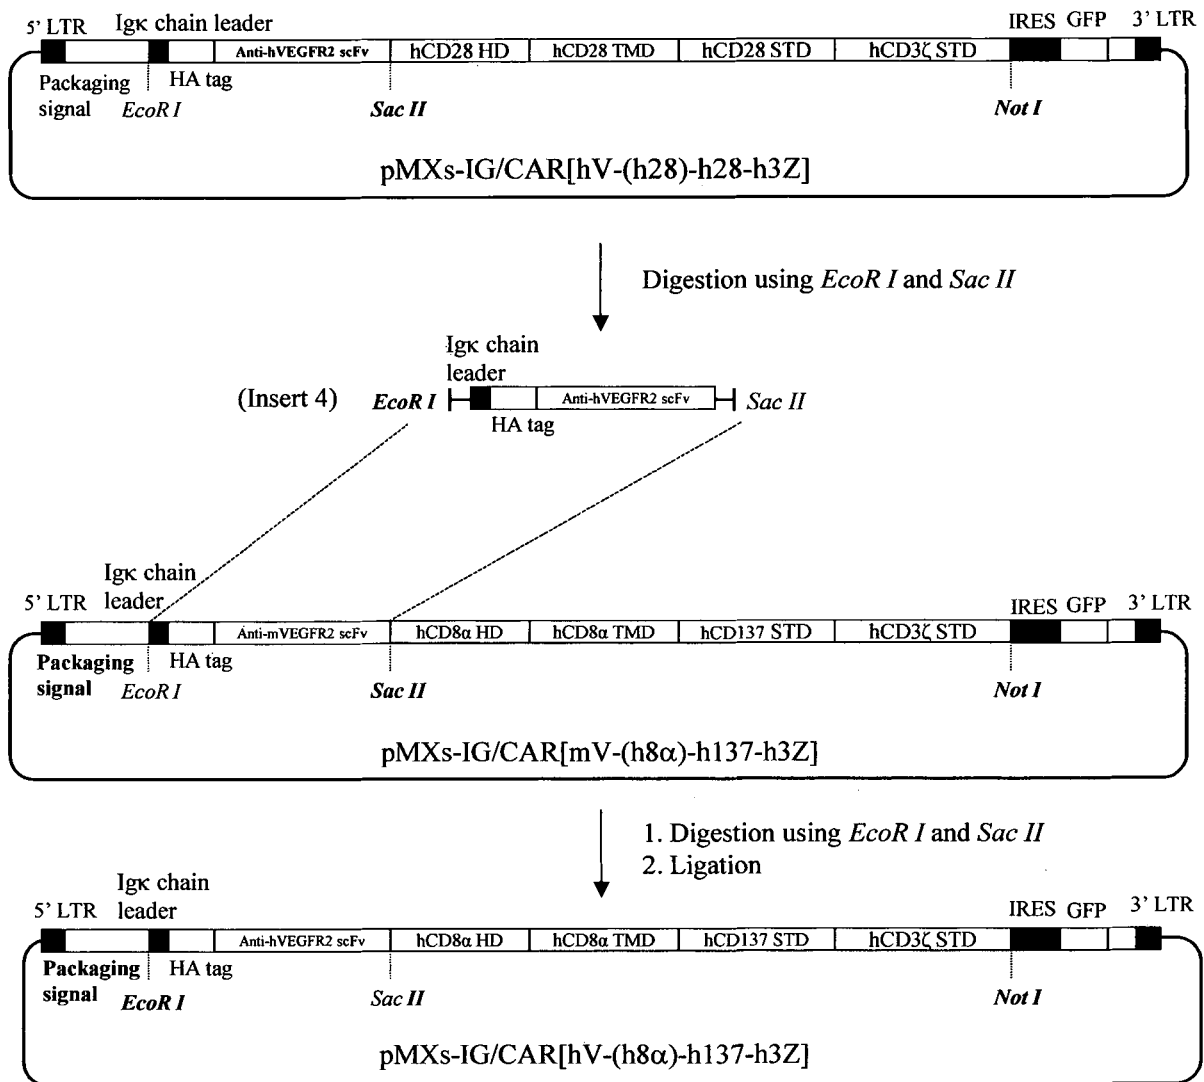 5' LTR Igκ chain leader IRES GFP 3' LTR
Anti-hVEGFR2 scFv hCD28 HD hCD28 TMD hCD28 STD hCD3ζ STD
Packaging signal HA tag
EcoR I Sac II Not I
pMXs-IG/CAR[hV-(h28)-h28-h3Z]
Digestion using EcoR I and Sac II
Igκ chain
leader
(Insert 4) EcoR I Anti-hVEGFR2 scFv Sac II
HA tag
Igκ chain
leader
5' LTR IRES GFP 3' LTR
Anti-mVEGFR2 scFv hCD8α HD hCD8α TMD hCD137 STD hCD3ζ STD
Packaging HA tag
signal EcoR I Sac II Not I
pMXs-IG/CAR[mV-(h8α)-h137-h3Z]
1. Digestion using EcoR I and Sac II
2. Ligation
Igκ chain
leader
5' LTR IRES GFP 3' LTR
Anti-hVEGFR2 scFv hCD8α HD hCD8α TMD hCD137 STD hCD3ζ STD
Packaging HA tag
signal EcoR I Sac II Not I
pMXs-IG/CAR[hV-(h8α)-h137-h3Z]